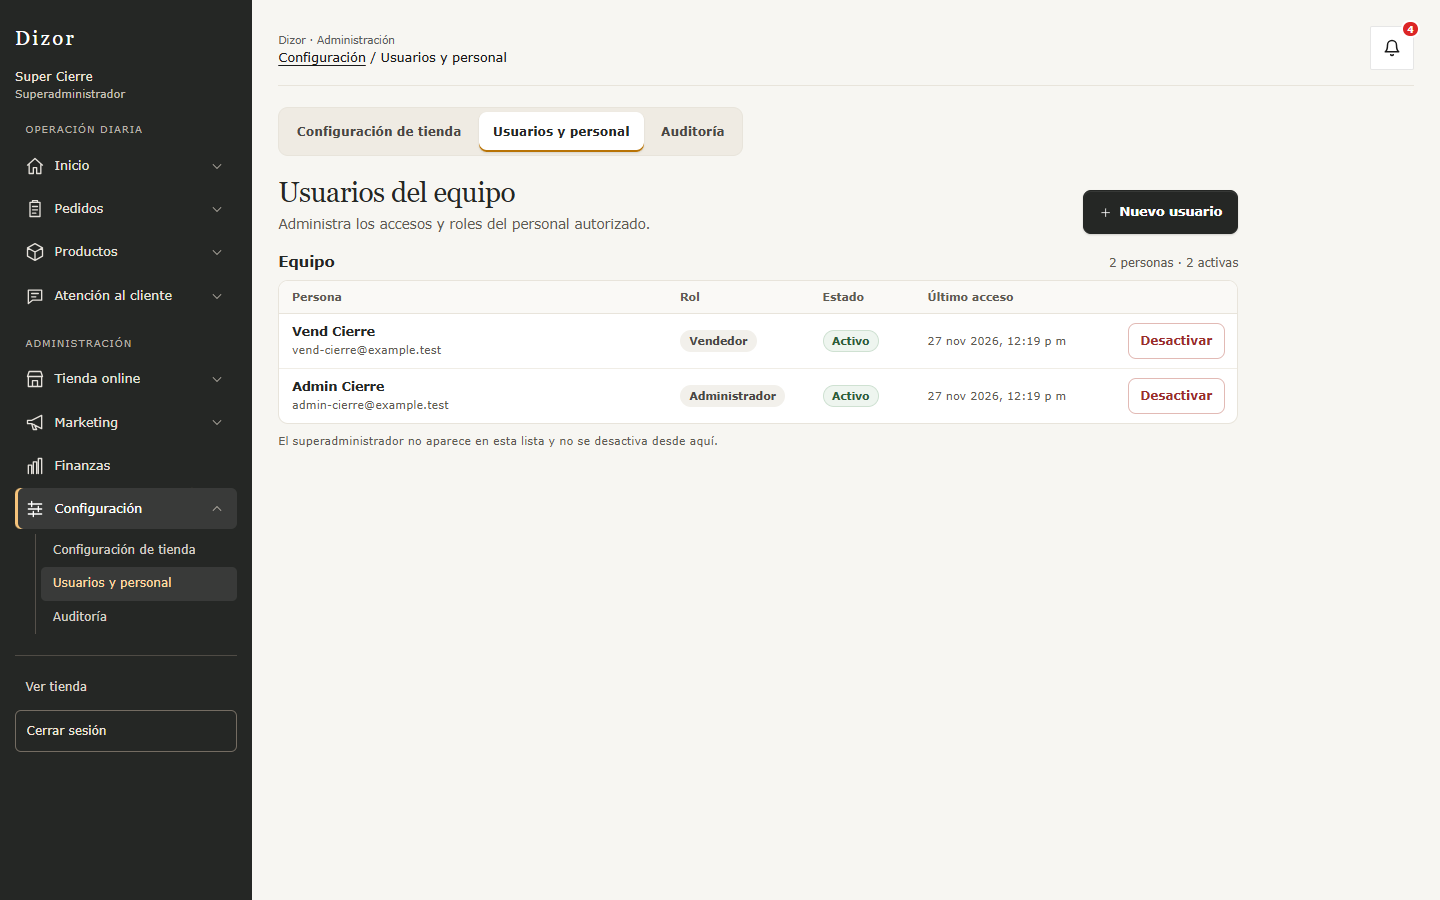 Dizor
Super Cierre
Superadministrador
OPERACIÓN DIARIA
Inicio
Pedidos
Productos
Atención al cliente
ADMINISTRACIÓN
Tienda online
Marketing
Finanzas
Configuración
Configuración de tienda
Usuarios y personal
Auditoría
Ver tienda
Cerrar sesión
Dizor · Administración
Configuración / Usuarios y personal
4
Configuración de tienda Usuarios y personal Auditoría
Usuarios del equipo
Administra los accesos y roles del personal autorizado.
+ Nuevo usuario
Equipo 2 personas · 2 activas
Persona Rol Estado Último acceso
Vend Cierre
vend-cierre@example.test
Vendedor Activo 27 nov 2026, 12:19 p m Desactivar
Admin Cierre
admin-cierre@example.test
Administrador Activo 27 nov 2026, 12:19 p m Desactivar
El superadministrador no aparece en esta lista y no se desactiva desde aquí.